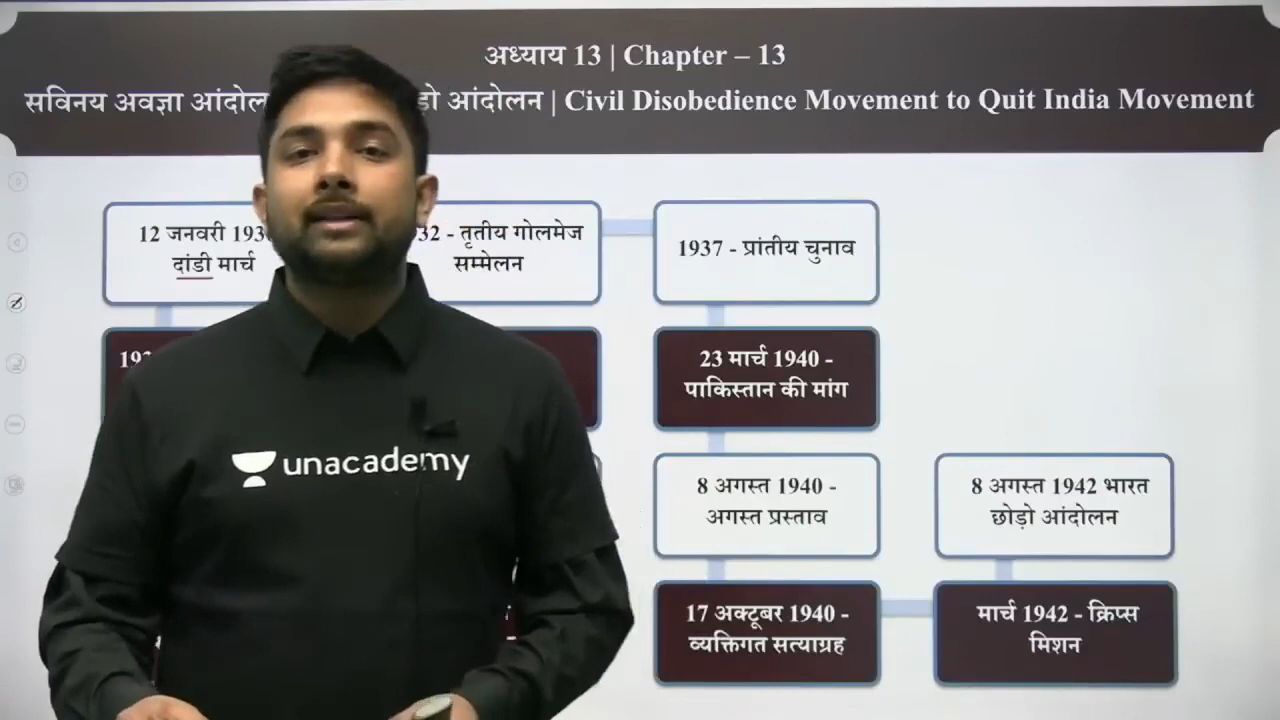 अध्याय 13 | Chapter – 13
सविनय अवज्ञा आंदोल
आंदोलन | Civil Disobedience Movement to Quit India Movement
12 जनवरी 193
दांडी मार्च
32 - तृतीय गोलमेज
सम्मेलन
1937 - प्रांतीय चुनाव
193
23 मार्च 1940 -
पाकिस्तान की मांग
8 अगस्त 1940 -
अगस्त प्रस्ताव
8 अगस्त 1942 भारत
छोड़ो आंदोलन
17 अक्टूबर 1940 -
व्यक्तिगत सत्याग्रह
मार्च 1942 - क्रिप्स
मिशन
unacademy